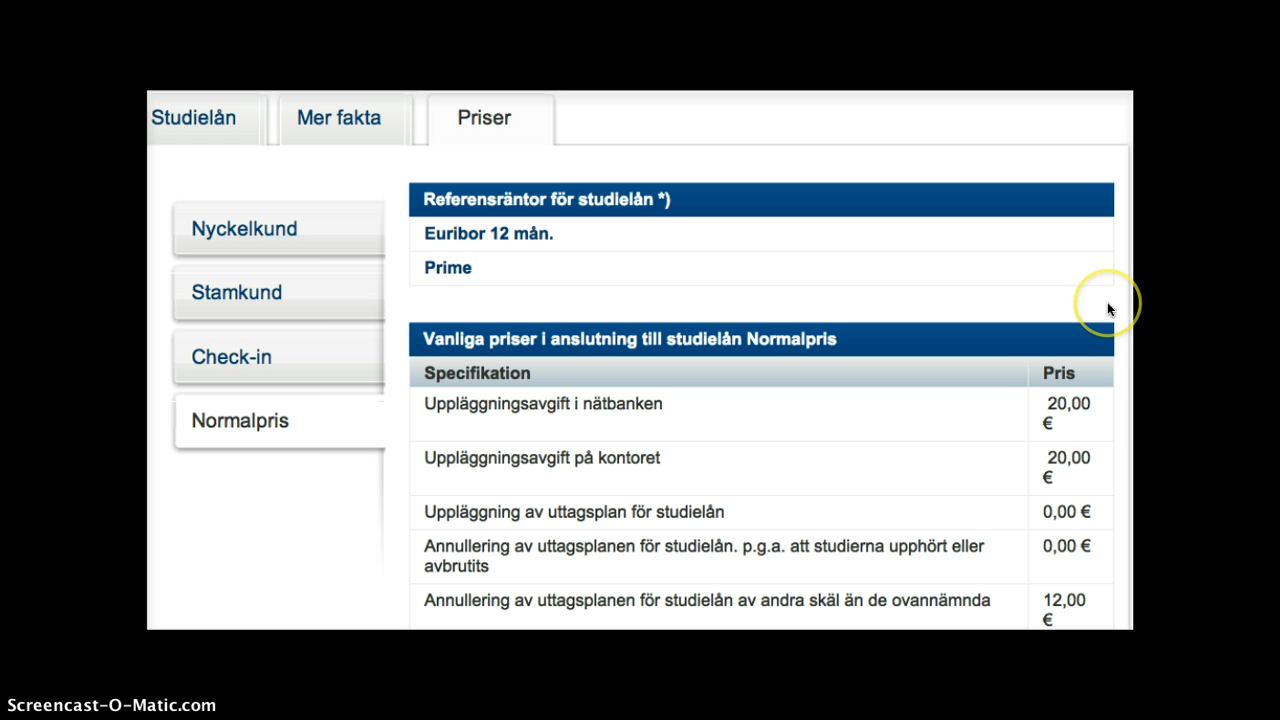 Studielån
Mer fakta
Priser
Nyckelkund
Stamkund
Check-in
Normalpris
Referensräntor för studielån *)
Euribor 12 mån.
Prime
Vanliga priser i anslutning till studielån Normalpris
Specifikation Pris
Uppläggningsavgift i nätbanken 20,00
€
Uppläggningsavgift på kontoret 20,00
€
Uppläggning av uttagsplan för studielån 0,00 €
Annullering av uttagsplanen för studielån. p.g.a. att studierna upphört eller 0,00 €
avbrutits
Annullering av uttagsplanen för studielån av andra skäl än de ovannämnda 12,00
€
Screencast-O-Matic.com